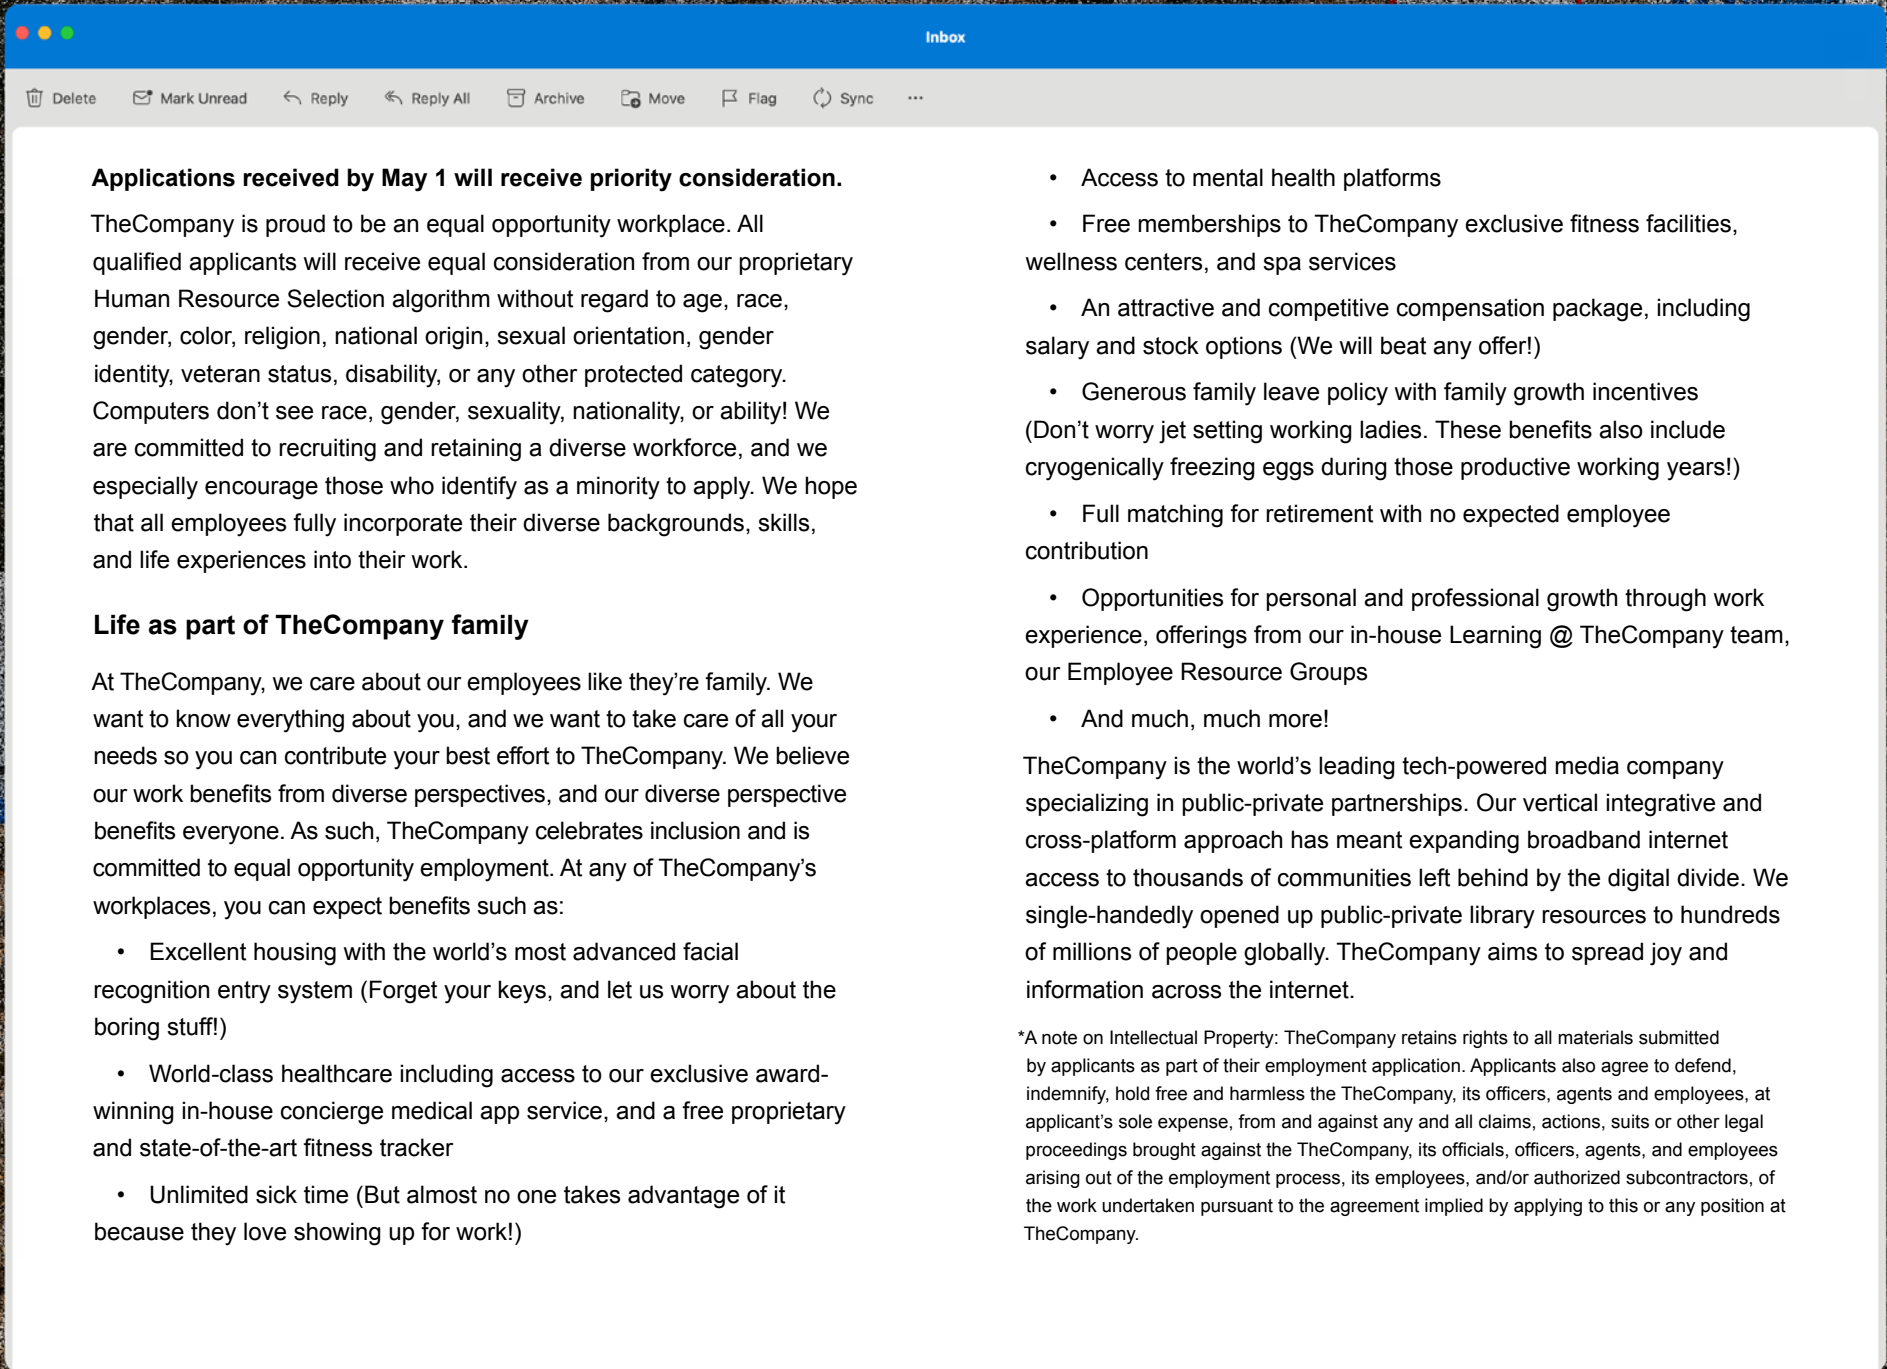 Inbox
Delete Mark Unread Reply Reply All Archive Move Flag Sync ...
Applications received by May 1 will receive priority consideration.
TheCompany is proud to be an equal opportunity workplace. All
qualified applicants will receive equal consideration from our proprietary
Human Resource Selection algorithm without regard to age, race,
gender, color, religion, national origin, sexual orientation, gender
identity, veteran status, disability, or any other protected category.
Computers don’t see race, gender, sexuality, nationality, or ability! We
are committed to recruiting and retaining a diverse workforce, and we
especially encourage those who identify as a minority to apply. We hope
that all employees fully incorporate their diverse backgrounds, skills,
and life experiences into their work.
Life as part of TheCompany family
At TheCompany, we care about our employees like they’re family. We
want to know everything about you, and we want to take care of all your
needs so you can contribute your best effort to TheCompany. We believe
our work benefits from diverse perspectives, and our diverse perspective
benefits everyone. As such, TheCompany celebrates inclusion and is
committed to equal opportunity employment. At any of TheCompany’s
workplaces, you can expect benefits such as:
• Excellent housing with the world’s most advanced facial
recognition entry system (Forget your keys, and let us worry about the
boring stuff!)
• World-class healthcare including access to our exclusive award-
winning in-house concierge medical app service, and a free proprietary
and state-of-the-art fitness tracker
• Unlimited sick time (But almost no one takes advantage of it
because they love showing up for work!)
• Access to mental health platforms
• Free memberships to TheCompany exclusive fitness facilities,
wellness centers, and spa services
• An attractive and competitive compensation package, including
salary and stock options (We will beat any offer!)
• Generous family leave policy with family growth incentives
(Don’t worry jet setting working ladies. These benefits also include
cryogenically freezing eggs during those productive working years!)
• Full matching for retirement with no expected employee
contribution
• Opportunities for personal and professional growth through work
experience, offerings from our in-house Learning @ TheCompany team,
our Employee Resource Groups
• And much, much more!
TheCompany is the world’s leading tech-powered media company
specializing in public-private partnerships. Our vertical integrative and
cross-platform approach has meant expanding broadband internet
access to thousands of communities left behind by the digital divide. We
single-handedly opened up public-private library resources to hundreds
of millions of people globally. TheCompany aims to spread joy and
information across the internet.
*A note on Intellectual Property: TheCompany retains rights to all materials submitted
by applicants as part of their employment application. Applicants also agree to defend,
indemnify, hold free and harmless the TheCompany, its officers, agents and employees, at
applicant’s sole expense, from and against any and all claims, actions, suits or other legal
proceedings brought against the TheCompany, its officials, officers, agents, and employees
arising out of the employment process, its employees, and/or authorized subcontractors, of
the work undertaken pursuant to the agreement implied by applying to this or any position at
TheCompany.